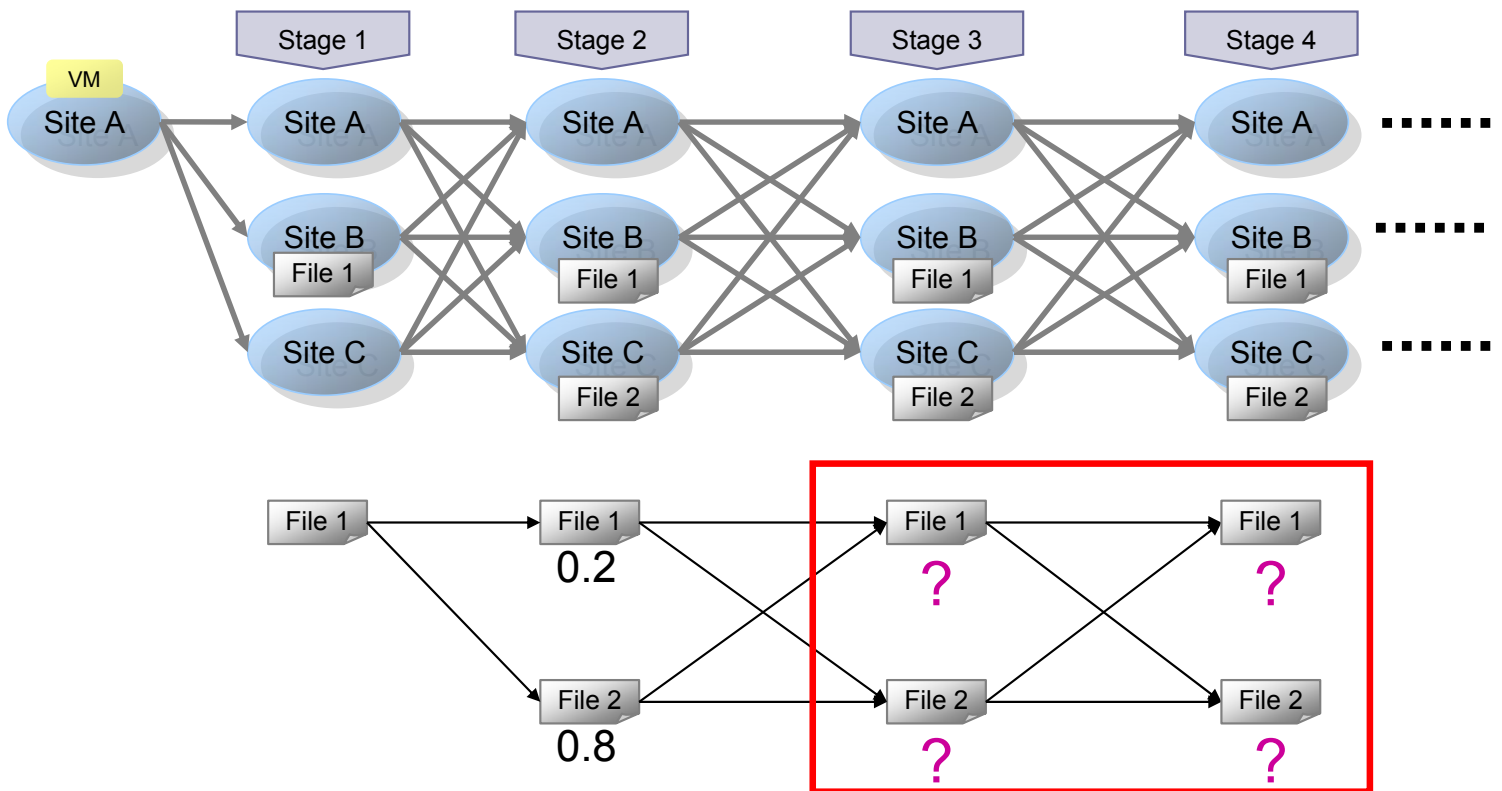 Stage 1
Stage 2
Stage 3
Stage 4
VM
Site A
Site A
Site A
Site A
Site A
Site B
File 1
Site B
File 1
Site B
File 1
Site B
File 1
Site C
Site C
File 2
Site C
File 2
Site C
File 2
File 1
File 1
0.2
File 1
?
File 1
?
File 2
0.8
File 2
?
File 2
?